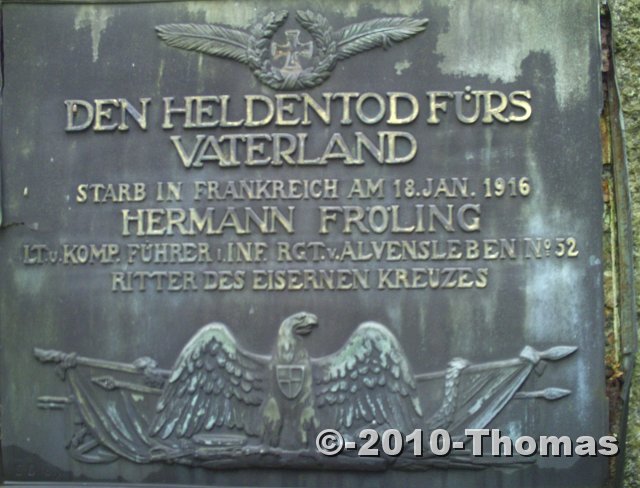 DEN HELDENTOD FÜRS
VATERLAND
STARB IN FRANKREICH AM 18. JAN. 1916
HERMANN FRÖLING
LT. U. KOMP. FÜHRER I. INF. RGT. V. ALVENSLEBEN No 52
RITTER DES EISERNEN KREUZES
©-2010-Thomas